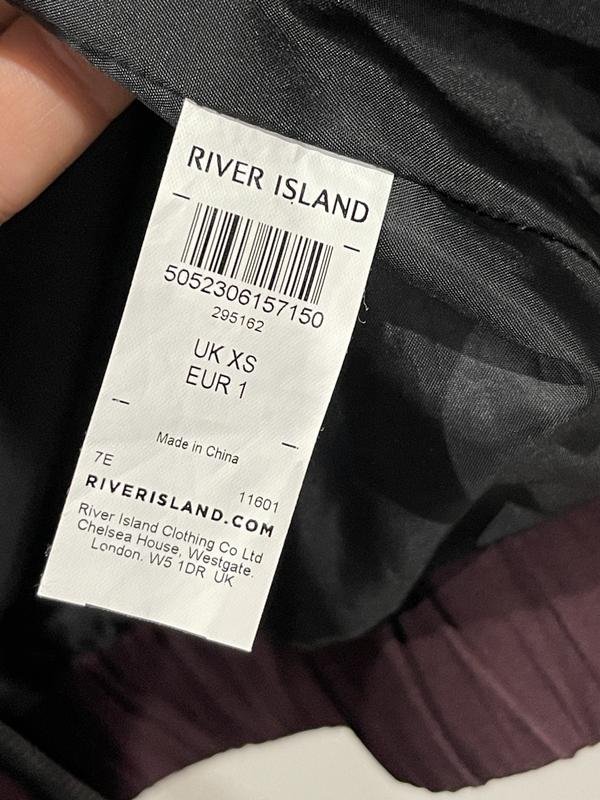 RIVER ISLAND
5052306157150
295162
UK XS
EUR 1
Made in China
7E 11601
RIVERISLAND.COM
River Island Clothing Co Ltd
Chelsea House, Westgate.
London. W5 1DR UK